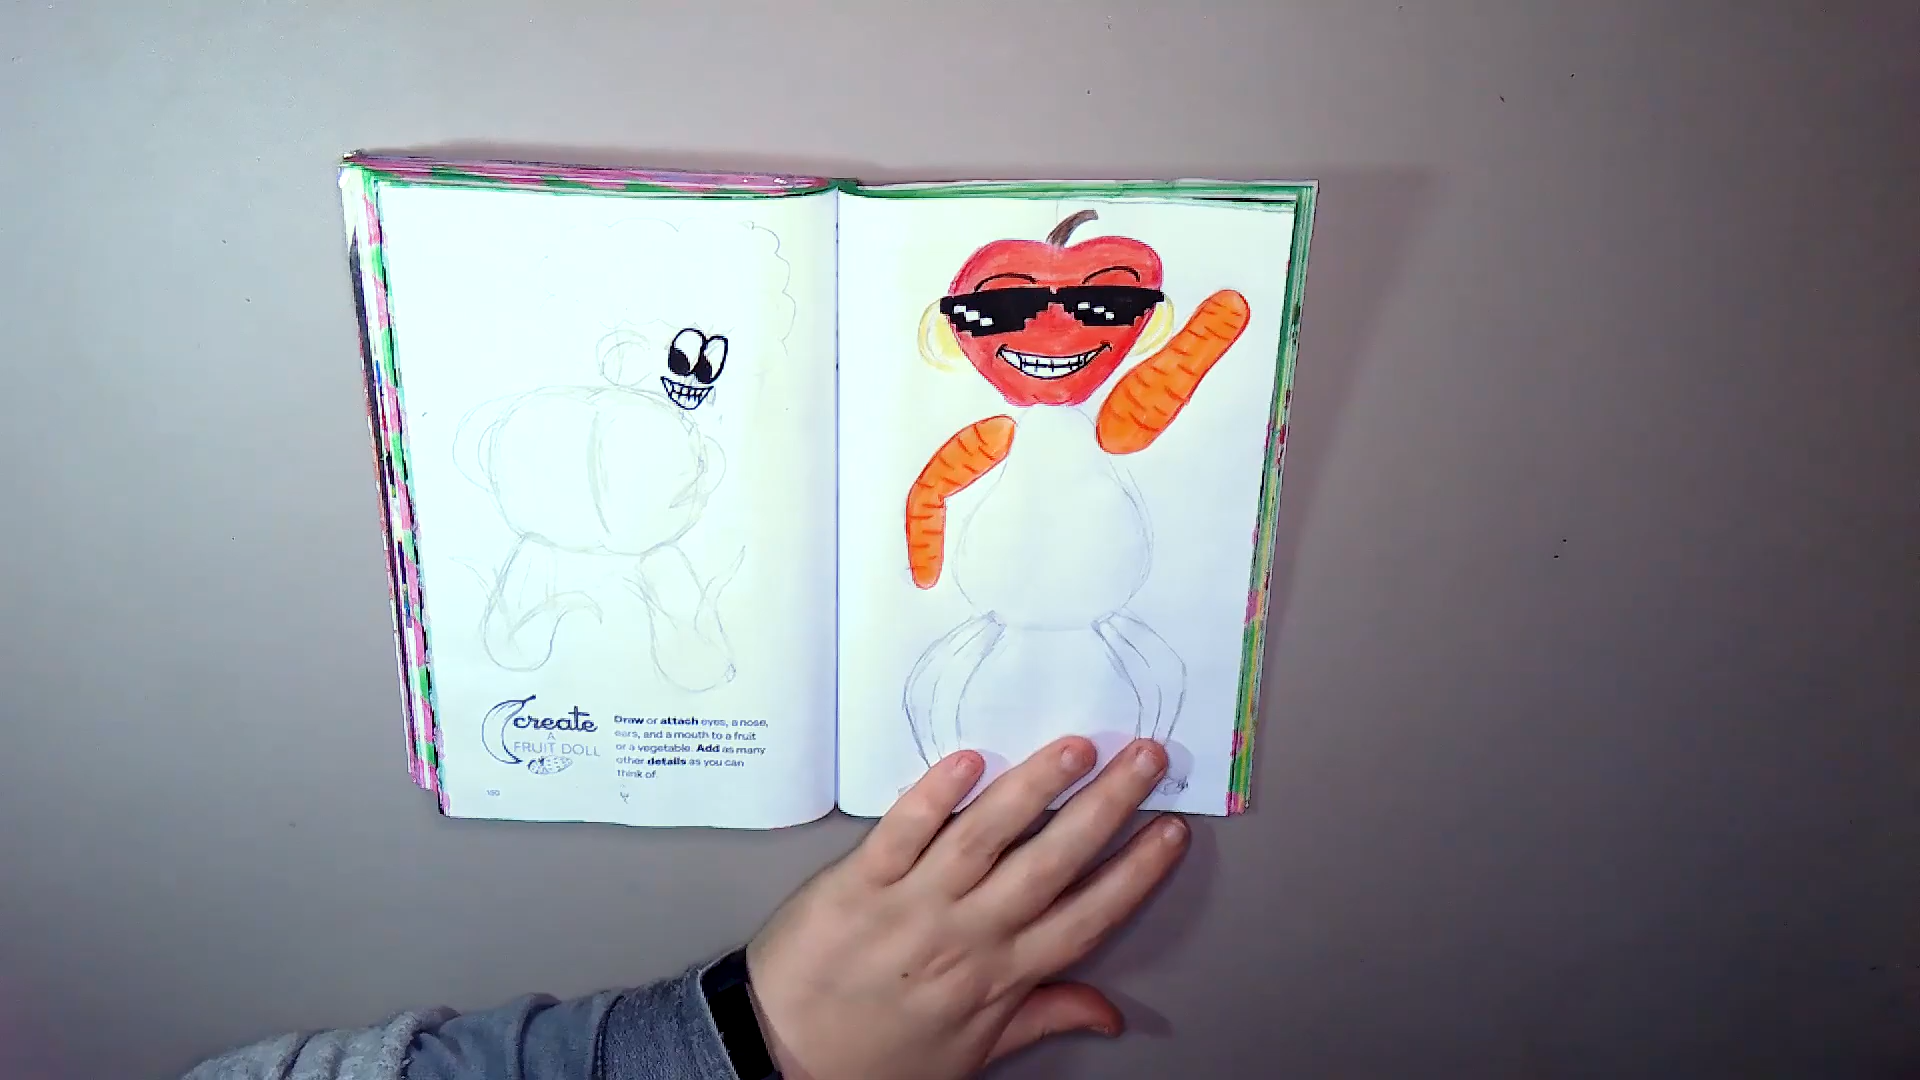 create
A
FRUIT DOLL
Draw or attach eyes, a nose,
ears, and a mouth to a fruit
or a vegetable. Add as many
other details as you can
think of.
150